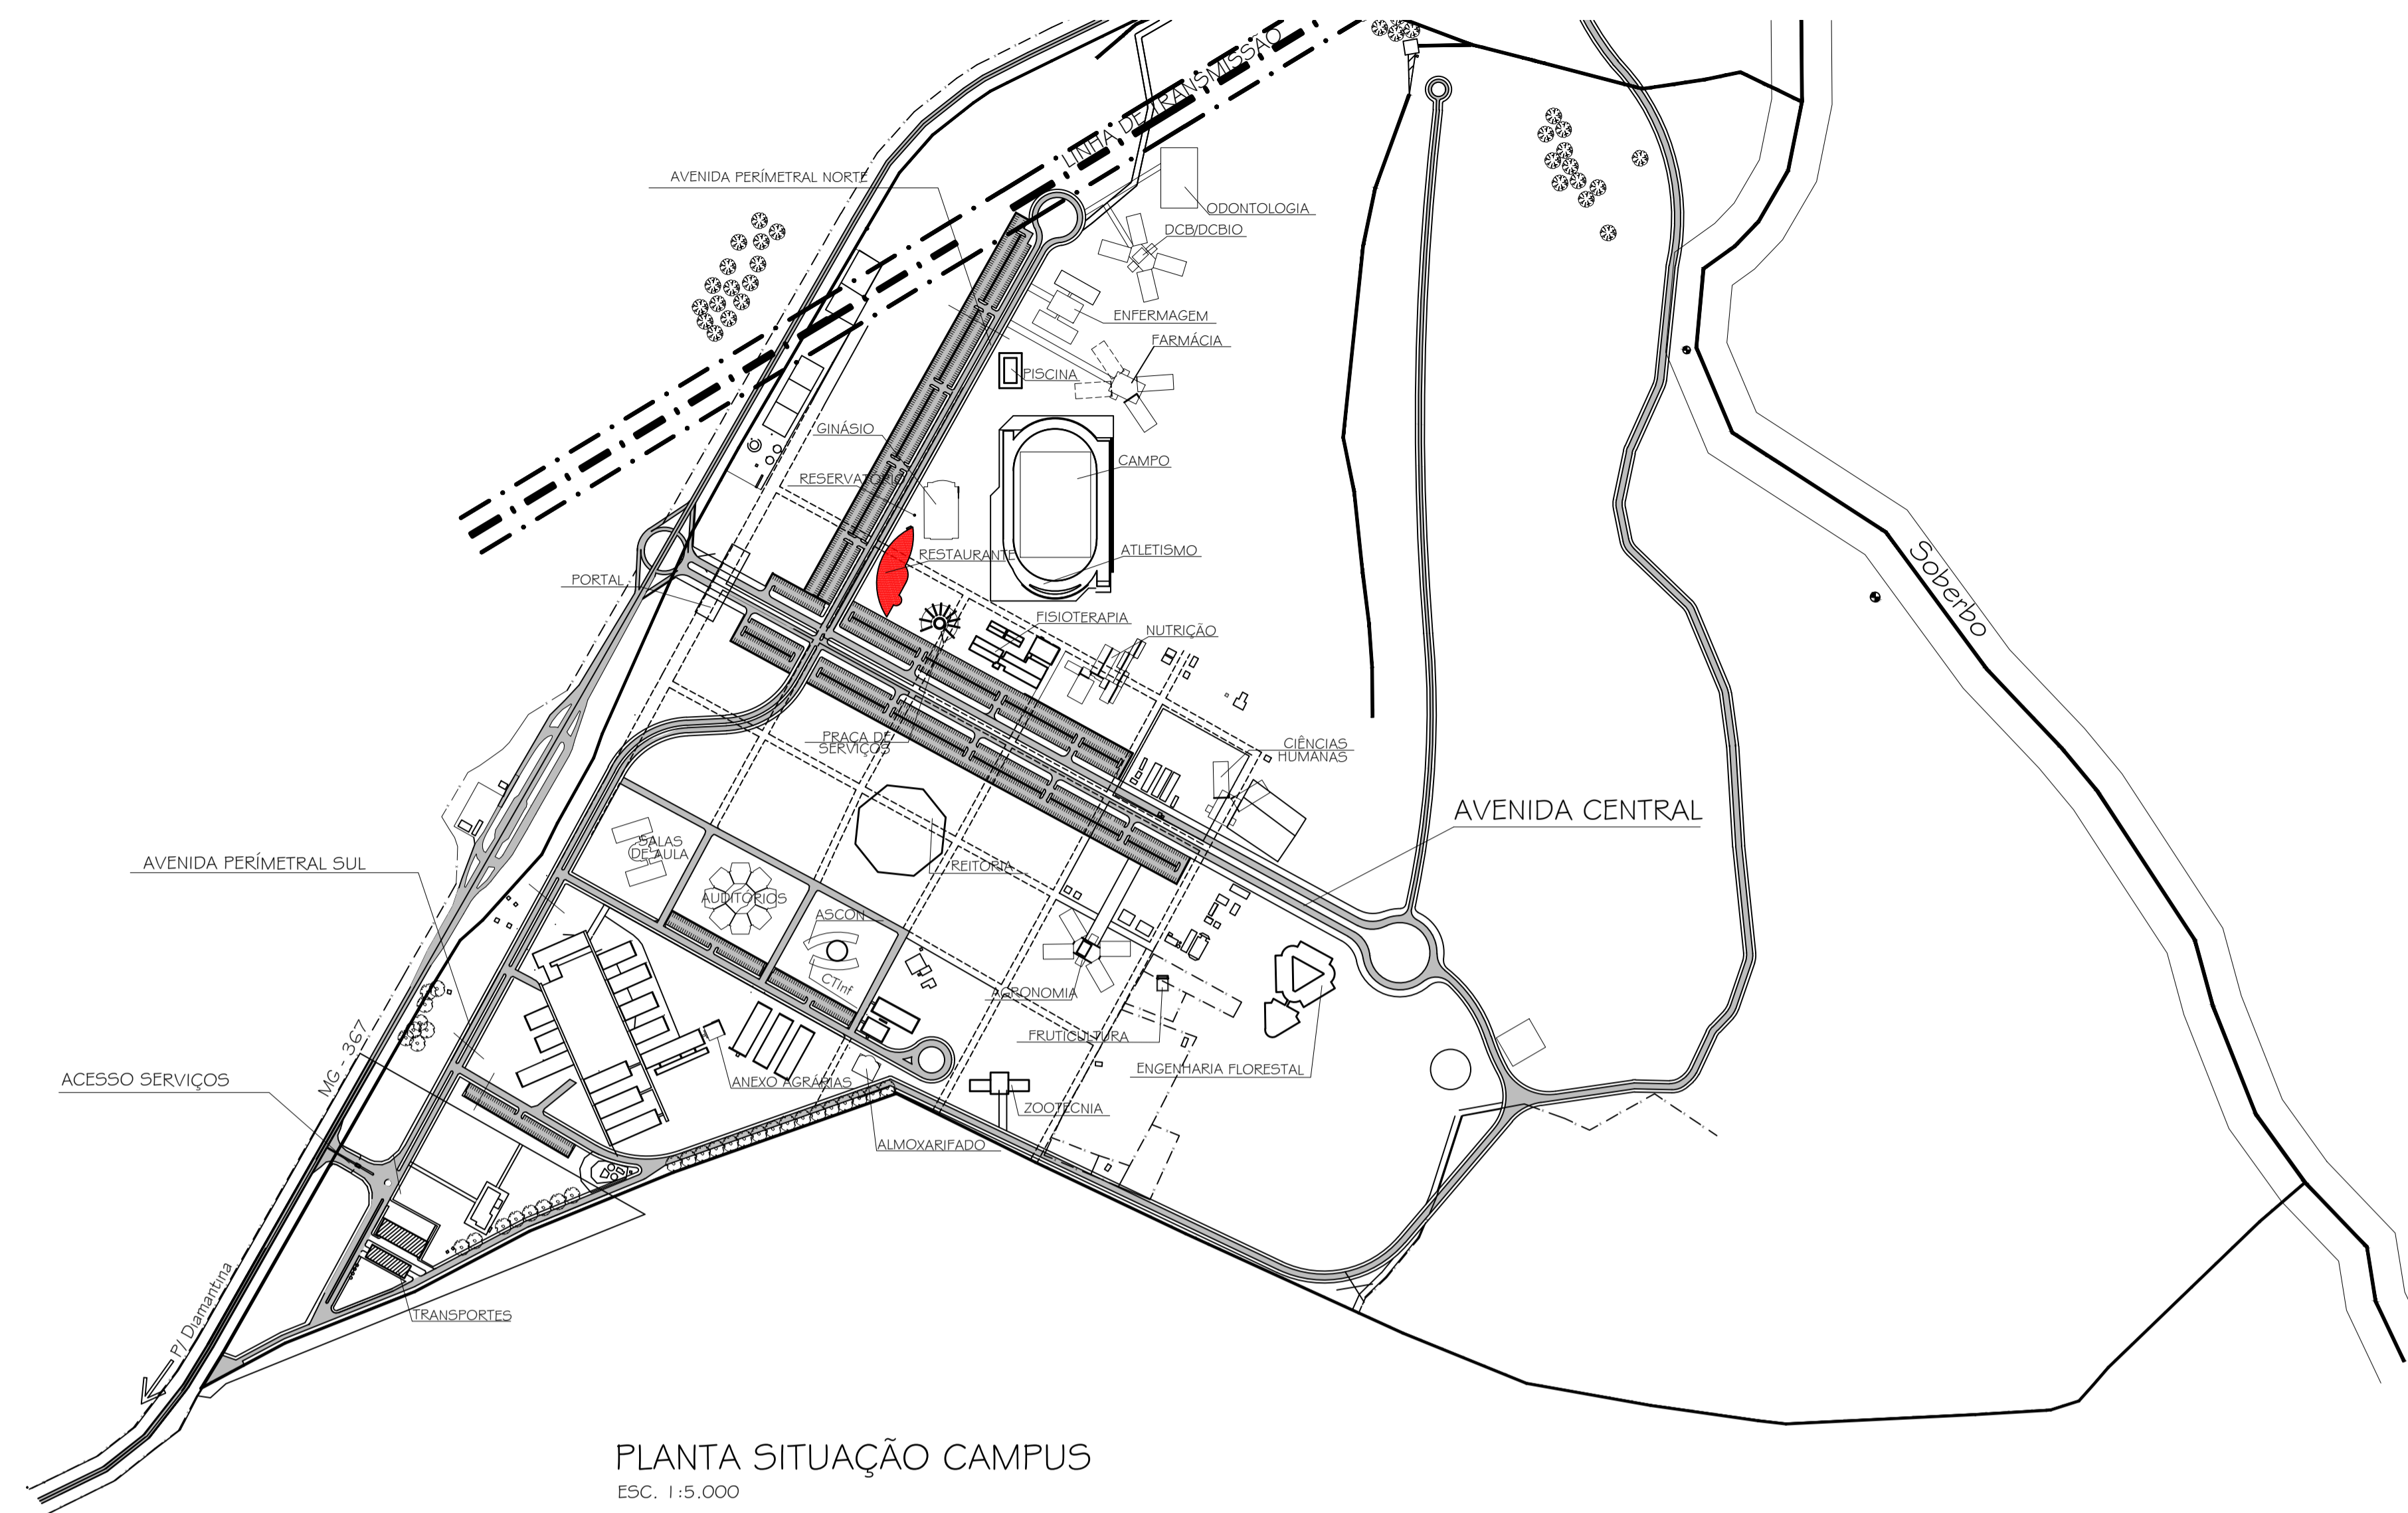 LINHA DE TRANSMISSÃO
AVENIDA PERÍMETRAL NORTE
ODONTOLOGIA
DCB/DCBIO
ENFERMAGEM
FARMÁCIA
PISCINA
GINÁSIO
CAMPO
RESERVATÓRIO
RESTAURANTE
ATLETISMO
PORTAL
FISIOTERAPIA
NUTRIÇÃO
Soberbo
PRAÇA DE
SERVIÇOS
CIÊNCIAS
HUMANAS
AVENIDA CENTRAL
SALAS
DE AULA
AVENIDA PERÍMETRAL SUL
REITORIA
AUDITÓRIOS
ASCON
CTInf
AGRONOMIA
FRUTICULTURA
MG - 367
ENGENHARIA FLORESTAL
ACESSO SERVIÇOS
ANEXO AGRÁRIAS
ZOOTECNIA
ALMOXARIFADO
P/ Diamantina
TRANSPORTES
PLANTA SITUAÇÃO CAMPUS
ESC. 1:5.000